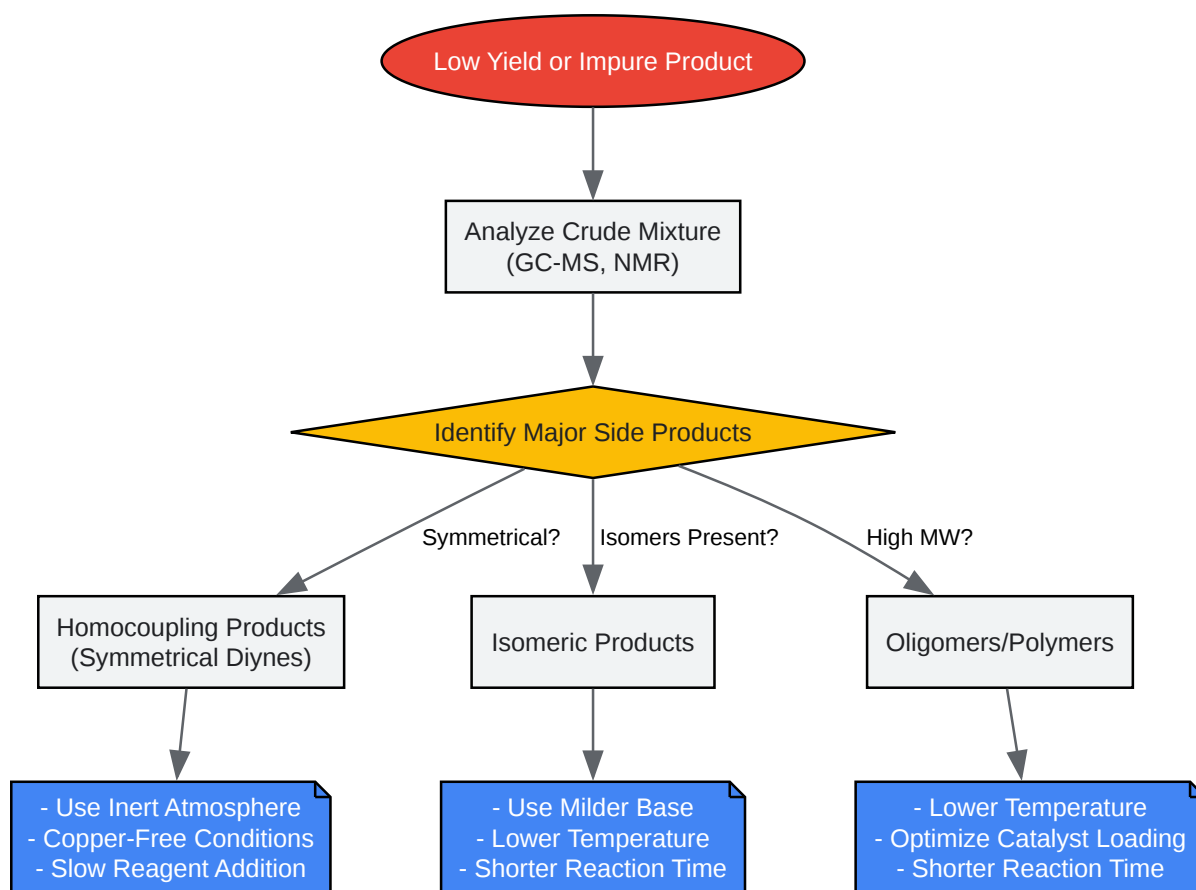 Low Yield or Impure Product
Analyze Crude Mixture
(GC-MS, NMR)
Identify Major Side Products
Symmetrical?
Isomers Present?
High MW?
Homocoupling Products
(Symmetrical Diynes)
Isomeric Products
Oligomers/Polymers
- Use Inert Atmosphere
- Copper-Free Conditions
- Slow Reagent Addition
- Use Milder Base
- Lower Temperature
- Shorter Reaction Time
- Lower Temperature
- Optimize Catalyst Loading
- Shorter Reaction Time